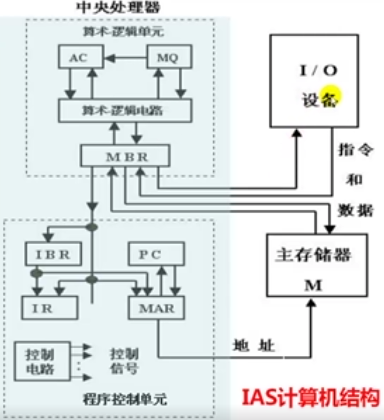 中央处理器
算术-逻辑单元
AC
MQ
算术-逻辑电路
MBR
I/O
设备
指令
和
数据
IBR
PC
主存储器
M
IR
MAR
控制
电路
控制
信号
地址
程序控制单元
IAS计算机结构